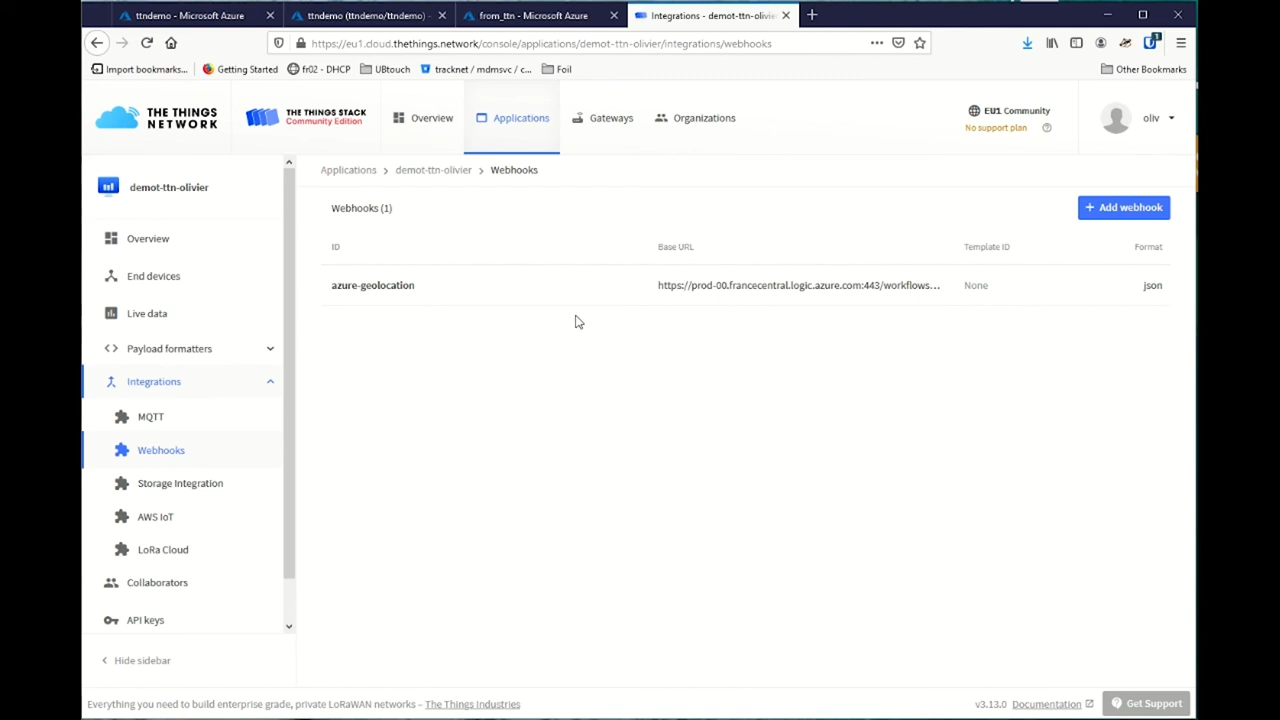 ttndemo - Microsoft Azure
ttndemo (ttndemo/ttndemo) -
from_ttn - Microsoft Azure
Integrations - demot-ttn-olivie
https://eu1.cloud.thethings.network/console/applications/demot-ttn-olivier/integrations/webhooks
Import bookmarks...
Getting Started
fr02 - DHCP
UBtouch
tracknet / mdmsvc / c...
Foil
Other Bookmarks
THE THINGS
NETWORK
THE THINGS STACK
Community Edition
Overview
Applications
Gateways
Organizations
EU1 Community
No support plan
oliv
demot-ttn-olivier
Overview
End devices
Live data
Payload formatters
Integrations
MQTT
Webhooks
Storage Integration
AWS IoT
LoRa Cloud
Collaborators
API keys
Hide sidebar
Applications > demot-ttn-olivier > Webhooks
Webhooks (1)
+ Add webhook
ID Base URL Template ID Format
azure-geolocation https://prod-00.francecentral.logic.azure.com:443/workflows... None json
Everything you need to build enterprise grade, private LoRaWAN networks – The Things Industries
v3.13.0 Documentation
Get Support